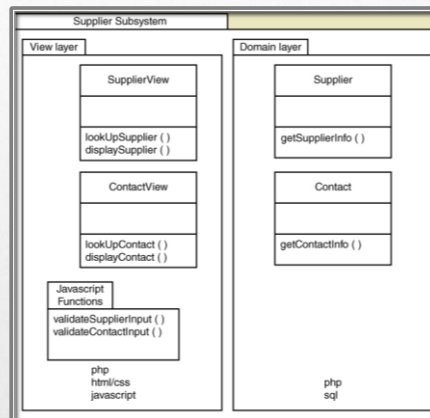 Supplier Subsystem
View layer
SupplierView
lookUpSupplier ( )
displaySupplier ( )
ContactView
lookUpContact ( )
displayContact ( )
Javascript
Functions
validateSupplierInput ( )
validateContactInput ( )
php
html/css
javascript
Domain layer
Supplier
getSupplierInfo ( )
Contact
getContactInfo ( )
php
sql